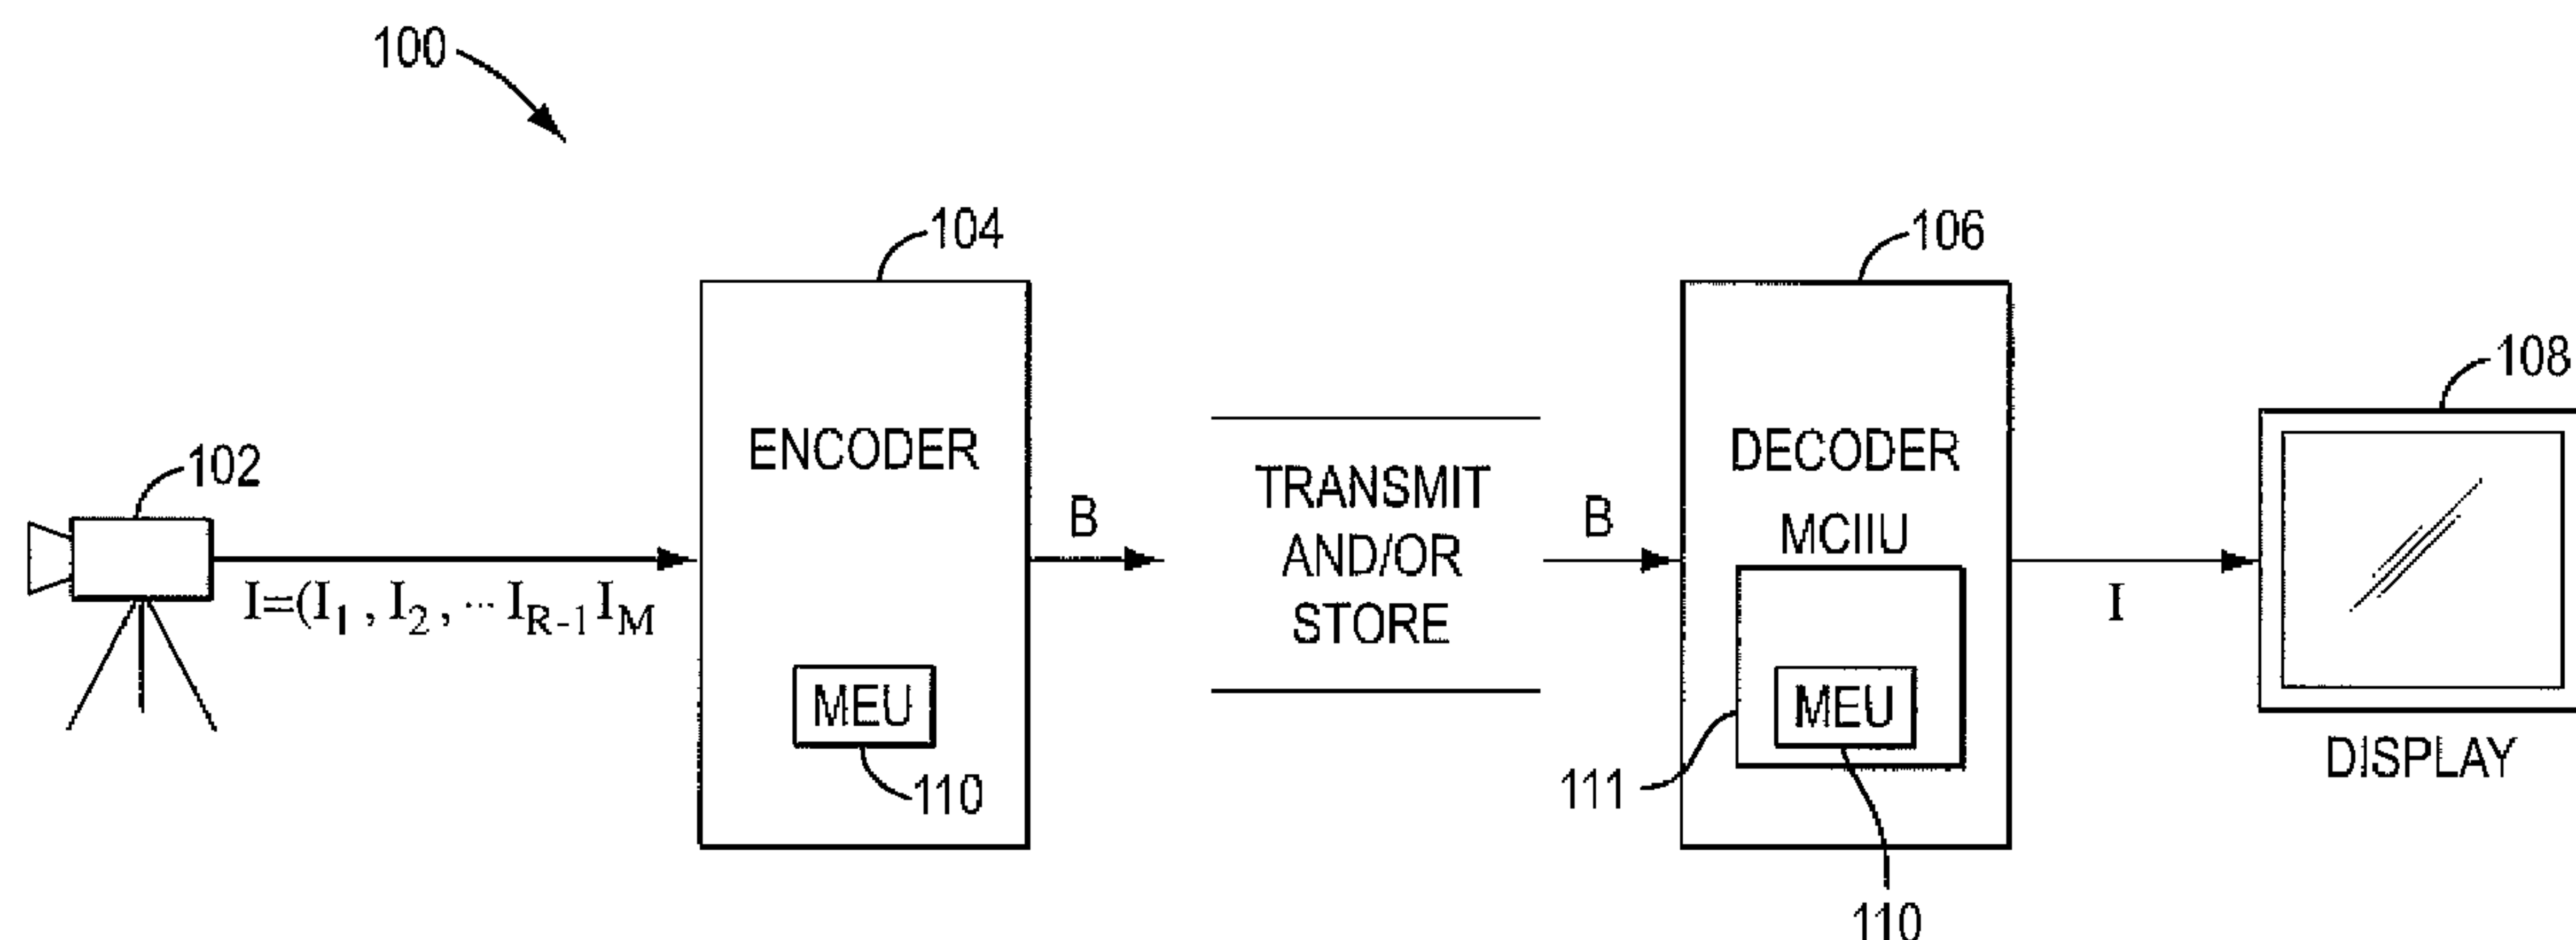 100
102
I=(I1 , I2 , ... IR-1 IM
104
ENCODER
MEU
110
B
TRANSMIT
AND/OR
STORE
B
106
DECODER
MCIIU
MEU
111
110
I
108
DISPLAY